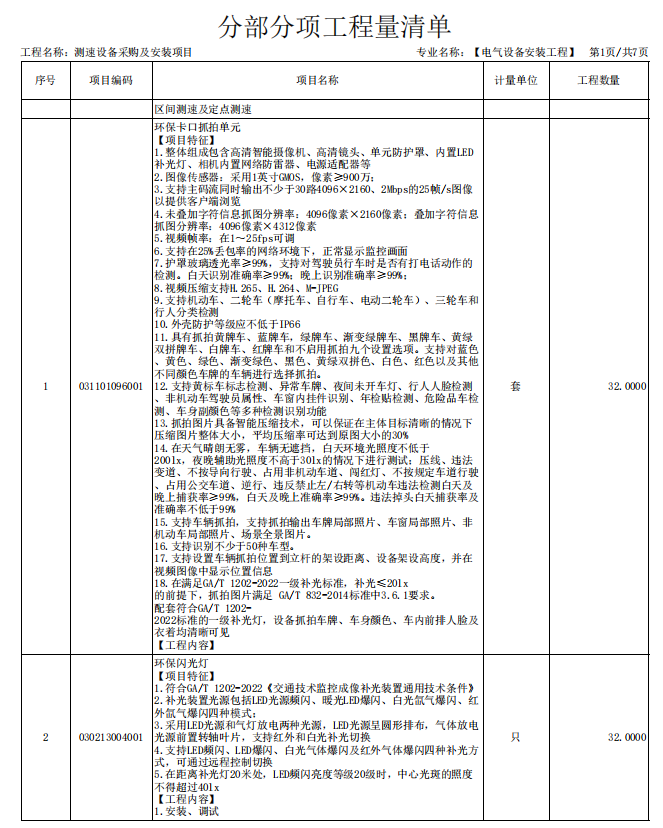 分部分项工程量清单
工程名称：测速设备采购及安装项目
专业名称：【电气设备安装工程】 第1页/共7页
序号 项目编码 项目名称 计量单位 工程数量
区间测速及定点测速
1 031101096001 套 32.0000
环保卡口抓拍单元
【项目特征】
1.整体组成包含高清智能摄像机、高清镜头、单元防护罩、内置LED
补光灯、相机内置网络防雷器、电源适配器等
2.图像传感器：采用1英寸GMOS，像素≥900万；
3.支持主码流同时输出不少于30路4096×2160、2Mbps的25帧/s图像
以提供客户端浏览
4.未叠加字符信息抓图分辨率：4096像素×2160像素；叠加字符信息
抓图分辨率：4096像素×4312像素
5.视频帧率：在1～25fps可调
6.支持在25%丢包率的网络环境下，正常显示监控画面
7.护罩玻璃透光率≥99%，支持对驾驶员行车时是否有打电话动作的
检测。白天识别准确率≥99%；晚上识别准确率≥99%；
8.视频压缩支持H.265、H.264、M-JPEG
9.支持机动车、二轮车（摩托车、自行车、电动二轮车）、三轮车和
行人分类检测
10.外壳防护等级应不低于IP66
11.具有抓拍黄牌车、蓝牌车，绿牌车、渐变绿牌车、黑牌车、黄绿
双拼牌车、白牌车、红牌车和不启用抓拍九个设置选项。支持对蓝色
、黄色、绿色、渐变绿色、黑色、黄绿双拼色、白色、红色以及其他
不同颜色车牌的车辆进行选择抓拍。
12.支持黄标车标志检测、异常车牌、夜间未开车灯、行人人脸检测
、非机动车驾驶员属性、车窗内挂件识别、年检贴检测、危险品车检
测、车身副颜色等多种检测识别功能
13.抓拍图片具备智能压缩技术，可以保证在主体目标清晰的情况下
压缩图片整体大小，平均压缩率可达到原图大小的30%
14.在天气晴朗无雾，车辆无遮挡，白天环境光照度不低于
200lx，夜晚辅助光照度不高于30lx的情况下进行测试；压线、违法
变道、不按导向行驶、占用非机动车道、闯红灯、不按规定车道行驶
、占用公交车道、逆行、违反禁止左/右转等机动车违法检测白天及
晚上捕获率≥99%，白天及晚上准确率≥99%。违法掉头白天捕获率及
准确率不低于99%
15.支持车辆抓拍，支持抓拍输出车牌局部照片、车窗局部照片、非
机动车局部照片、场景全景图片。
16.支持识别不少于50种车型。
17.支持设置车辆抓拍位置到立杆的架设距离、设备架设高度，并在
视频图像中显示位置信息
18.在满足GA/T 1202-2022一级补光标准，补光≤20lx
的前提下，抓拍图片满足 GA/T 832-2014标准中3.6.1要求。
配套符合GA/T 1202-
2022标准的一级补光灯，设备抓拍车牌、车身颜色、车内前排人脸及
衣着均清晰可见
【工程内容】
2 030213004001 只 32.0000
环保闪光灯
【项目特征】
1.符合GA/T 1202-2022《交通技术监控成像补光装置通用技术条件》
2.补光装置光源包括LED光源频闪、暖光LED爆闪、白光氙气爆闪、红
外氙气爆闪四种模式；
3.采用LED光源和气灯放电两种光源，LED光源呈圆形排布，气体放电
光源前置转轴叶片，支持红外和白光补光切换
4.支持LED频闪、LED爆闪、白光气体爆闪及红外气体爆闪四种补光方
式，可通过远程控制切换
5.在距离补光灯20米处，LED频闪亮度等级20级时，中心光斑的照度
不得超过40lx
【工程内容】
1.安装、调试